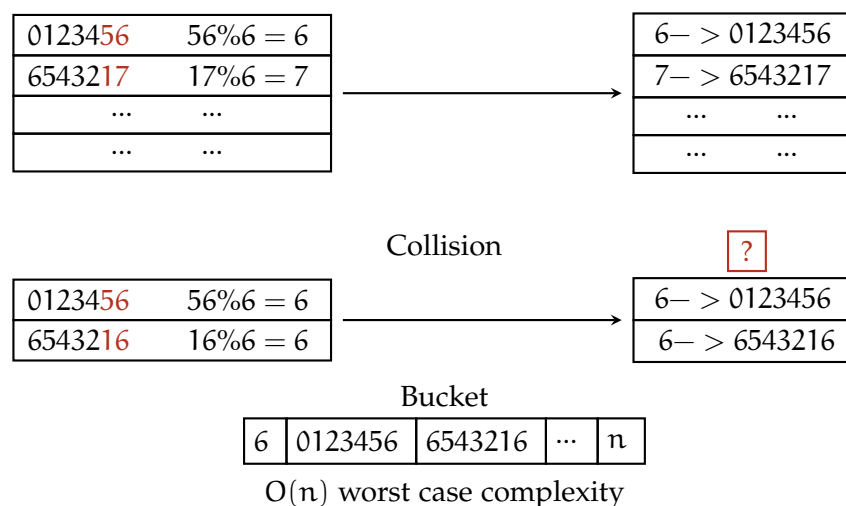 0123456 56%6 = 6 6− > 0123456
6543217 17%6 = 7 7− > 6543217
... ... ... ...
... ... ... ...
Collision ?
0123456 56%6 = 6 6− > 0123456
6543216 16%6 = 6 6− > 6543216
Bucket
6 0123456 6543216 ... n
O(n) worst case complexity